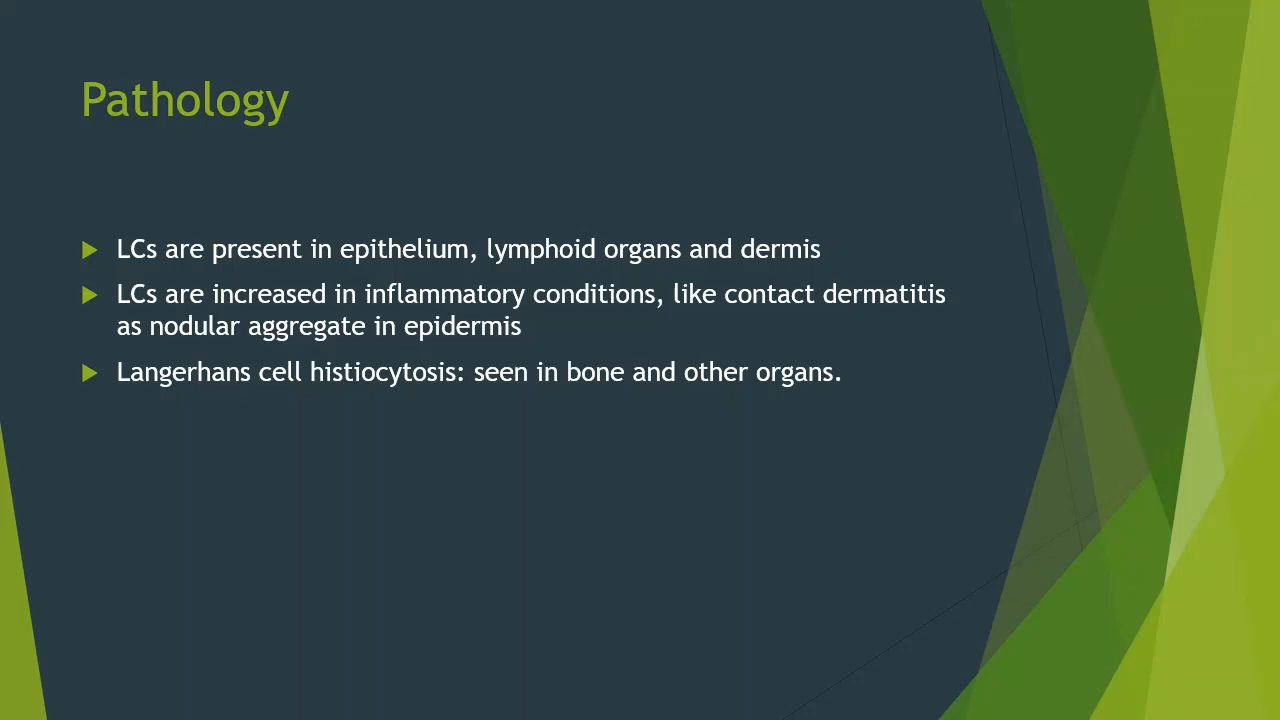 Pathology
LCs are present in epithelium, lymphoid organs and dermis
LCs are increased in inflammatory conditions, like contact dermatitis
as nodular aggregate in epidermis
Langerhans cell histiocytosis: seen in bone and other organs.